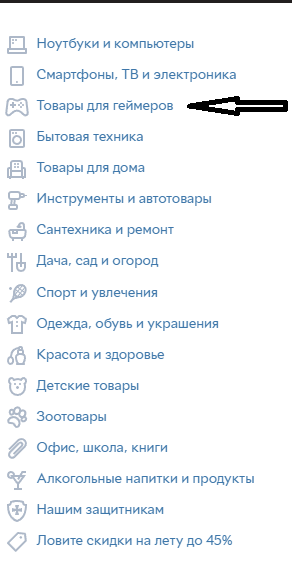 Ноутбуки и компьютеры
Смартфоны, ТВ и электроника
Товары для геймеров
Бытовая техника
Товары для дома
Инструменты и автотовары
Сантехника и ремонт
Дача, сад и огород
Спорт и увлечения
Одежда, обувь и украшения
Красота и здоровье
Детские товары
Зоотовары
Офис, школа, книги
Алкогольные напитки и продукты
Нашим защитникам
Ловите скидки на лету до 45%